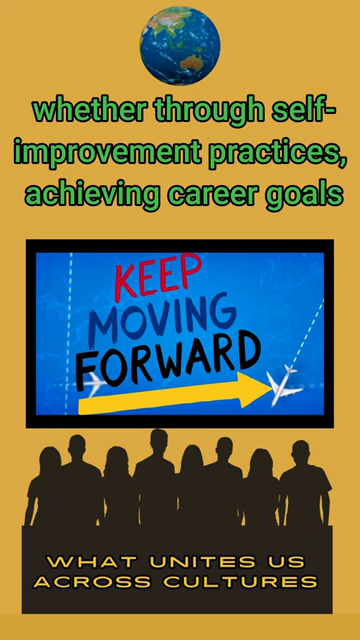 whether through self-
improvement practices,
achieving career goals
KEEP
MOVING
FORWARD
WHAT UNITES US
ACROSS CULTURES